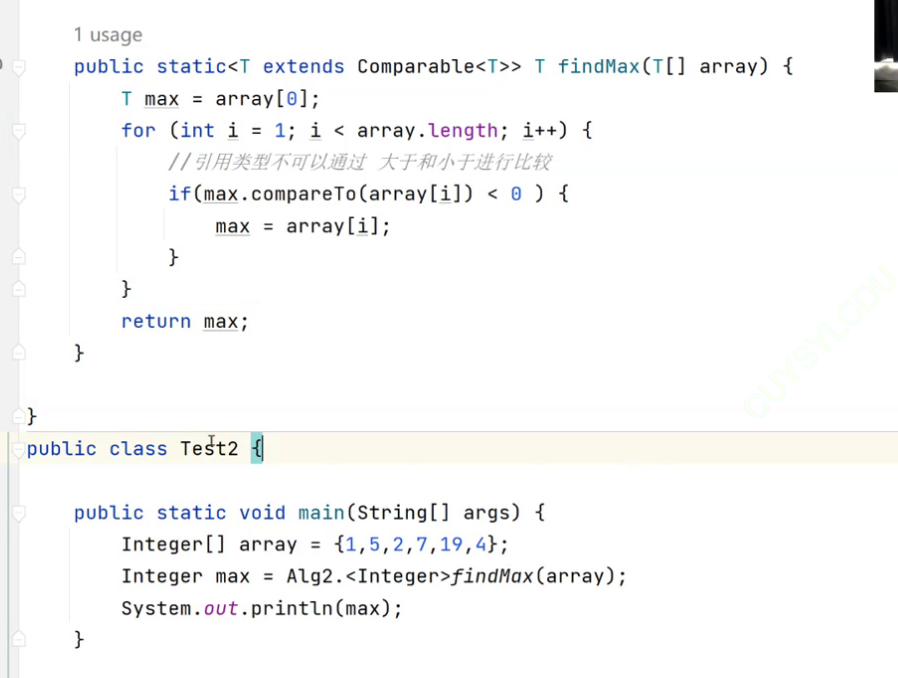 1 usage
public static<T extends Comparable<T>> T findMax(T[] array) {
T max = array[0];
for (int i = 1; i < array.length; i++) {
//引用类型不可以通过 大于和小于进行比较
if(max.compareTo(array[i]) < 0 ) {
max = array[i];
}
}
return max;
}
}
public class Test2 {
public static void main(String[] args) {
Integer[] array = {1,5,2,7,19,4};
Integer max = Alg2.<Integer>findMax(array);
System.out.println(max);
}